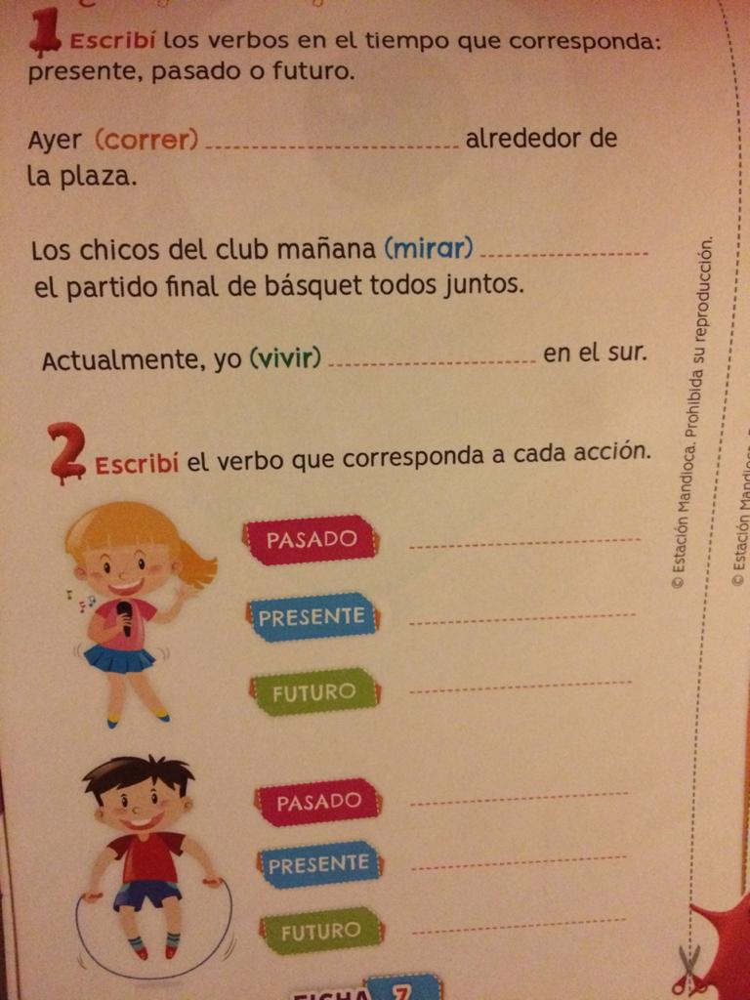 1 Escribí los verbos en el tiempo que corresponda:
presente, pasado o futuro.
Ayer (correr) alrededor de
la plaza.
Los chicos del club mañana (mirar)
el partido final de básquet todos juntos.
Actualmente, yo (vivir) en el sur.
2 Escribí el verbo que corresponda a cada acción.
PASADO
PRESENTE
FUTURO
PASADO
PRESENTE
FUTURO
FICHA 7
© Estación Mandioca. Prohibida su reproducción.
© Estación Mandioca.